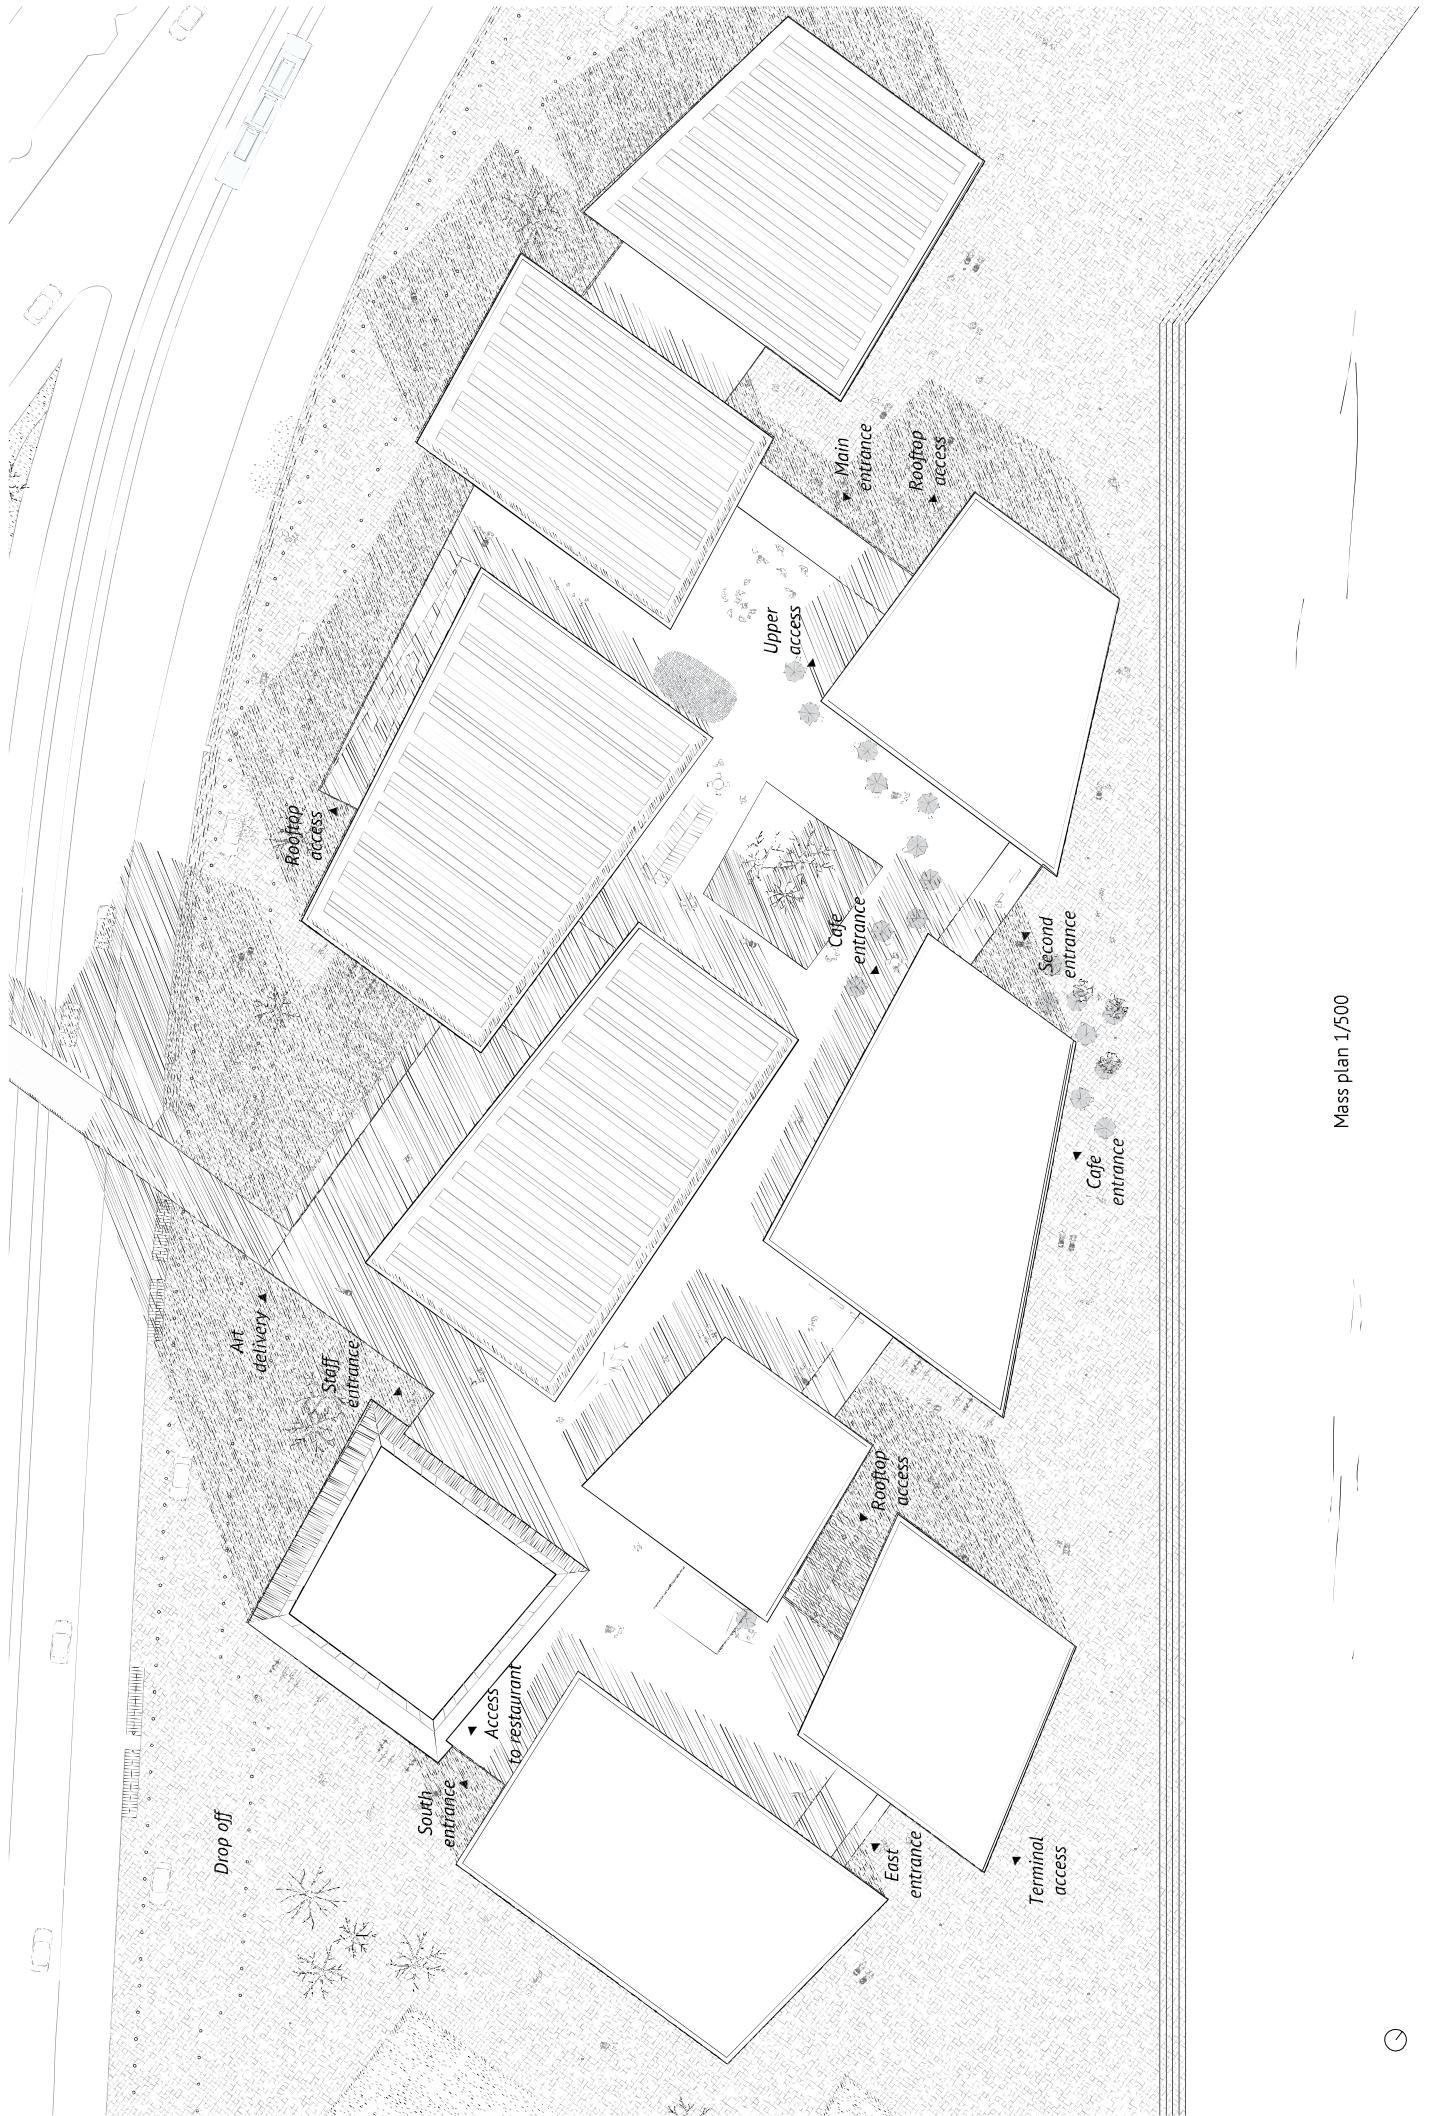 Main
entrance
Rooftop
access
Upper
access
Rooftop
access
Cafe
entrance
Second
entrance
Mass plan 1/500
Cafe
entrance
Art
delivery
Staff
entrance
Rooftop
access
Access
to restaurant
South
entrance
Drop off
East
entrance
Terminal
access